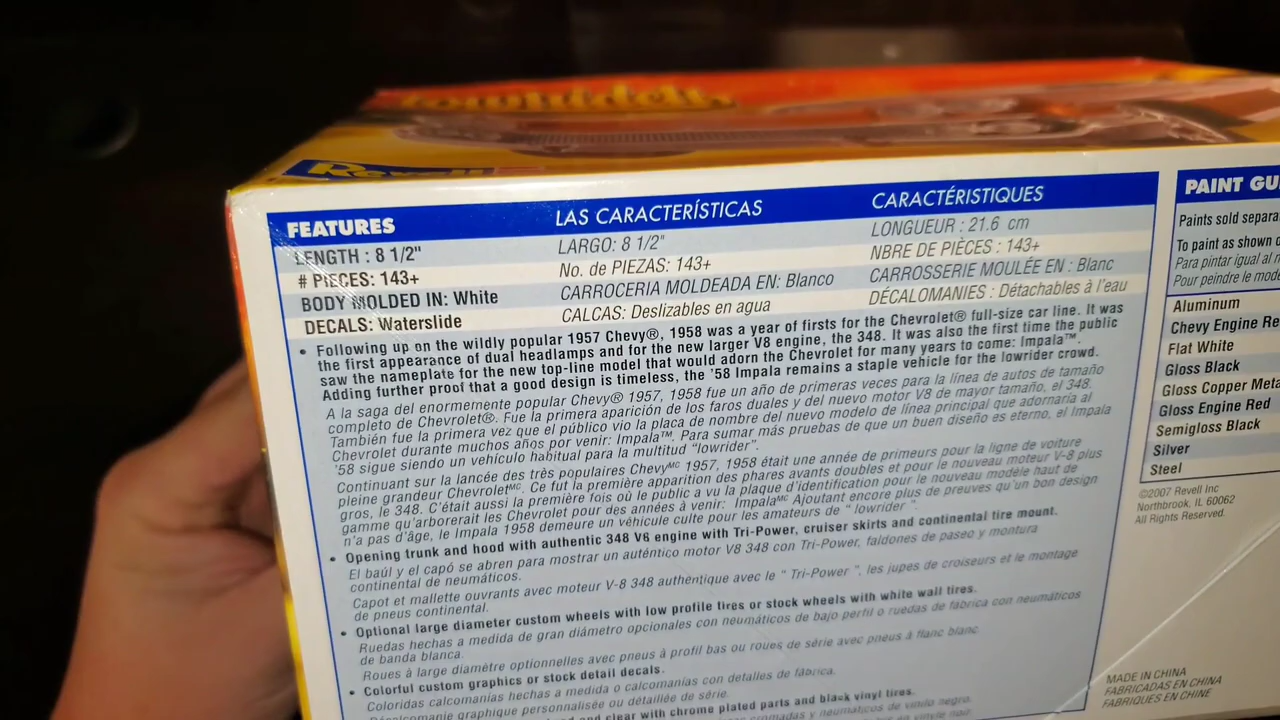 Lowriders
Revell
FEATURES
LENGTH : 8 1/2"
# PIECES: 143+
BODY MOLDED IN: White
DECALS: Waterslide
LAS CARACTERÍSTICAS
LARGO: 8 1/2"
No. de PIEZAS: 143+
CARROCERIA MOLDEADA EN: Blanco
CALCAS: Deslizables en agua
CARACTÉRISTIQUES
LONGUEUR : 21.6 cm
NBRE DE PIÈCES : 143+
CARROSSERIE MOULÉE EN : Blanc
DÉCALOMANIES : Détachables à l'eau
• Following up on the wildly popular 1957 Chevy®, 1958 was a year of firsts for the Chevrolet® full-size car line. It was
the first appearance of dual headlamps and for the new larger V8 engine, the 348. It was also the first time the public
saw the nameplate for the new top-line model that would adorn the Chevrolet for many years to come: Impala™.
Adding further proof that a good design is timeless, the '58 Impala remains a staple vehicle for the lowrider crowd.
A la saga del enormemente popular Chevy® 1957, 1958 fue un año de primeras veces para la línea de autos de tamaño
completo de Chevrolet®. Fue la primera aparición de los faros duales y del nuevo motor V8 de mayor tamaño, el 348.
También fue la primera vez que el público vio la placa de nombre del nuevo modelo de línea principal que adornaría al
Chevrolet durante muchos años por venir: Impala™. Para sumar más pruebas de que un buen diseño es eterno, el Impala
'58 sigue siendo un vehículo habitual para la multitud "lowrider".
Continuant sur la lancée des très populaires Chevyᴹᶜ 1957, 1958 était une année de primeurs pour la ligne de voiture
pleine grandeur Chevroletᴹᶜ. Ce fut la première apparition des phares avants doubles et pour le nouveau moteur V-8 plus
gros, le 348. C'était aussi la première fois où le public a vu la plaque d'identification pour le nouveau modèle haut de
gamme qu'arborerait les Chevrolet pour des années à venir: Impalaᴹᶜ Ajoutant encore plus de preuves qu'un bon design
n'a pas d'âge, le Impala 1958 demeure un véhicule culte pour les amateurs de " lowrider ".
• Opening trunk and hood with authentic 348 V6 engine with Tri-Power, cruiser skirts and continental tire mount.
El baúl y el capó se abren para mostrar un auténtico motor V8 348 con Tri-Power, faldones de paseo y montura
continental de neumáticos.
Capot et mallette ouvrants avec moteur V-8 348 authentique avec le " Tri-Power ", les jupes de croiseurs et le montage
de pneus continental.
• Optional large diameter custom wheels with low profile tires or stock wheels with white wall tires.
Ruedas hechas a medida de gran diámetro opcionales con neumáticos de bajo perfil o ruedas de fábrica con neumáticos
de banda blanca.
Roues à large diamètre optionnelles avec pneus à profil bas ou roues de série avec pneus à flanc blanc.
• Colorful custom graphics or stock detail decals.
Coloridas calcomanías hechas a medida o calcomanías con detalles de fábrica.
Décalcomanie graphique personnalisée ou détaillée de série.
and clear with chrome plated parts and black vinyl tires.
cromadas y neumáticos de vinilo negro.
en vinyle noir.
PAINT GU
Paints sold separa
To paint as shown o
Para pintar igual al m
Pour peindre le mod
Aluminum
Chevy Engine Re
Flat White
Gloss Black
Gloss Copper Meta
Gloss Engine Red
Semigloss Black
Silver
Steel
©2007 Revell Inc
Northbrook, IL 60062
All Rights Reserved.
MADE IN CHINA
FABRICADAS EN CHINA
FABRIQUÉES EN CHINE